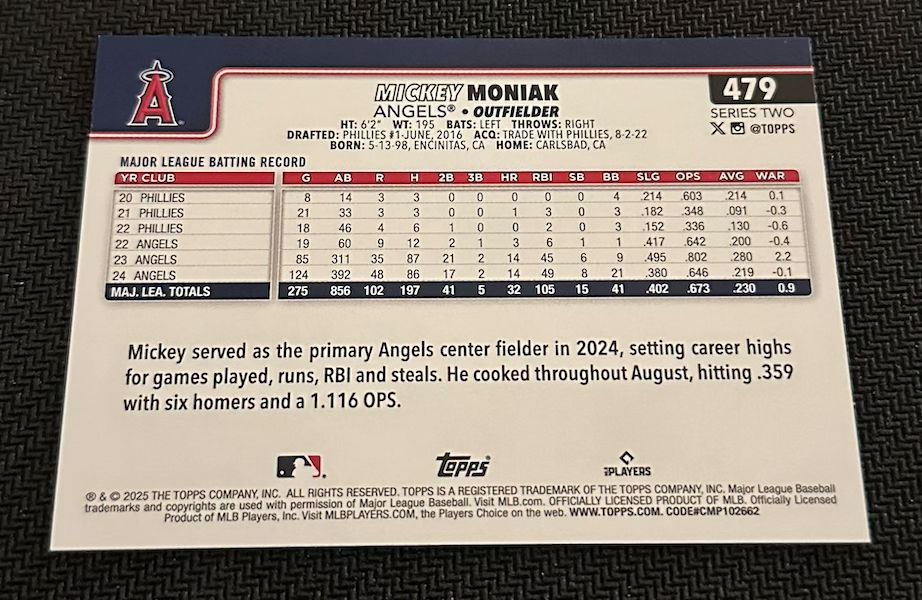 A
MICKEY MONIAK
479
ANGELS® • OUTFIELDER
SERIES TWO
HT: 6'2" WT: 195 BATS: LEFT THROWS: RIGHT
X @TOPPS
DRAFTED: PHILLIES #1-JUNE, 2016 ACQ: TRADE WITH PHILLIES, 8-2-22
BORN: 5-13-98, ENCINITAS, CA HOME: CARLSBAD, CA
MAJOR LEAGUE BATTING RECORD
YR CLUB G AB R H 2B 3B HR RBI SB BB SLG OPS AVG WAR
20 PHILLIES 8 14 3 3 0 0 0 0 0 4 .214 .603 .214 0.1
21 PHILLIES 21 33 3 3 0 0 1 3 0 3 .182 .348 .091 -0.3
22 PHILLIES 18 46 4 6 1 0 0 2 0 3 .152 .336 .130 -0.6
22 ANGELS 19 60 9 12 2 1 3 6 1 1 .417 .642 .200 -0.4
23 ANGELS 85 311 35 87 21 2 14 45 6 9 .495 .802 .280 2.2
24 ANGELS 124 392 48 86 17 2 14 49 8 21 .380 .646 .219 -0.1
MAJ. LEA. TOTALS 275 856 102 197 41 5 32 105 15 41 .402 .673 .230 0.9
Mickey served as the primary Angels center fielder in 2024, setting career highs
for games played, runs, RBI and steals. He cooked throughout August, hitting .359
with six homers and a 1.116 OPS.
Topps
PLAYERS
® & © 2025 THE TOPPS COMPANY, INC. ALL RIGHTS RESERVED. TOPPS IS A REGISTERED TRADEMARK OF THE TOPPS COMPANY, INC. Major League Baseball
trademarks and copyrights are used with permission of Major League Baseball. Visit MLB.com. OFFICIALLY LICENSED PRODUCT OF MLB. Officially Licensed
Product of MLB Players, Inc. Visit MLBPLAYERS.COM, the Players Choice on the web. WWW.TOPPS.COM. CODE#CMP102662